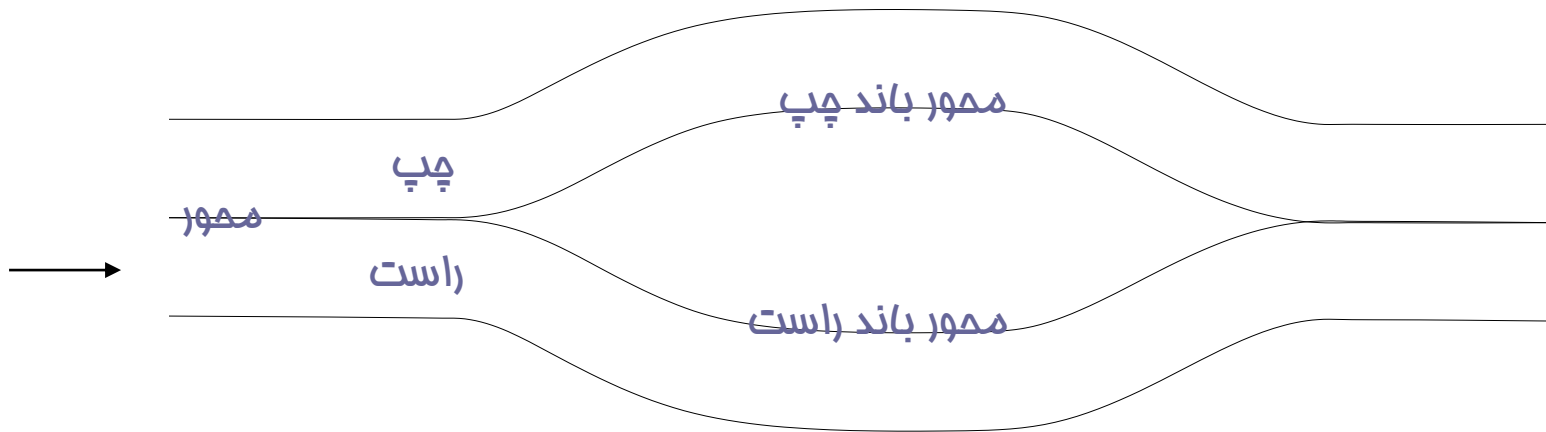 محور باند چپ
چپ
محور
راست
محور باند راست